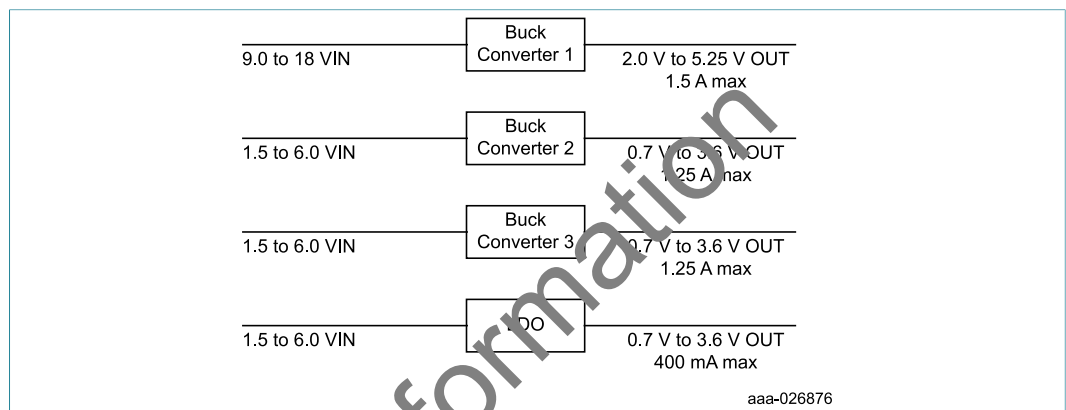 Buck
Converter 1
9.0 to 18 VIN
2.0 V to 5.25 V OUT
1.5 A max
Buck
Converter 2
1.5 to 6.0 VIN
0.7 V to 3.6 V OUT
1.25 A max
Buck
Converter 3
1.5 to 6.0 VIN
0.7 V to 3.6 V OUT
1.25 A max
LDO
1.5 to 6.0 VIN
0.7 V to 3.6 V OUT
400 mA max
aaa-026876
formation